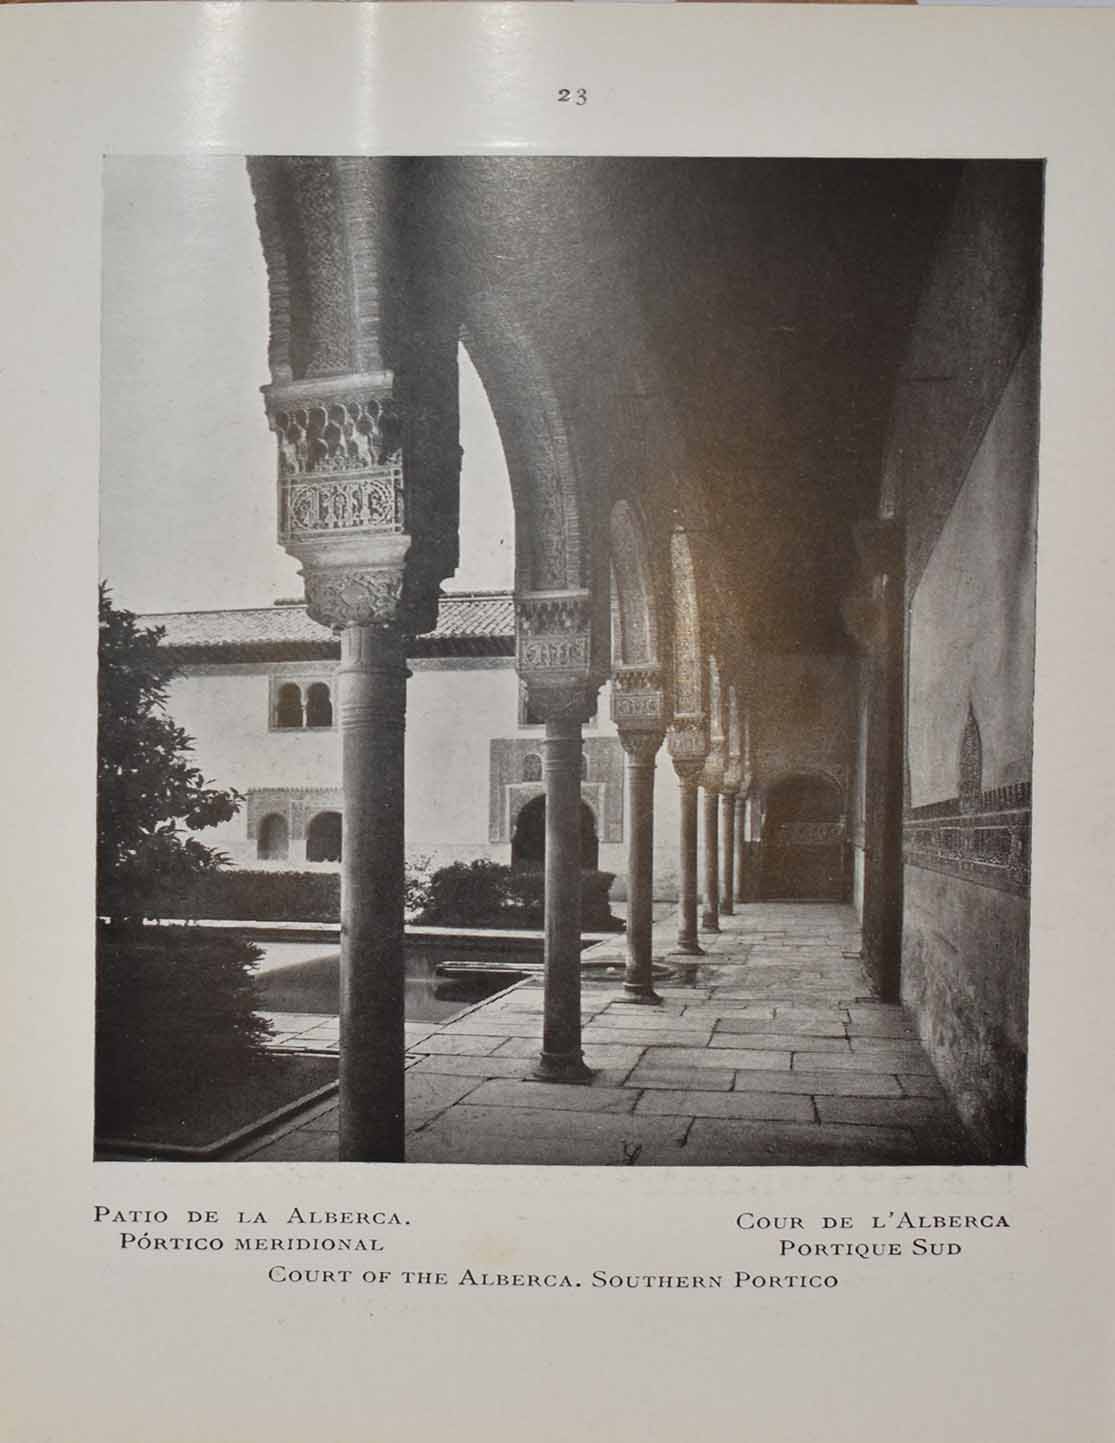 23
Patio de la Alberca.
Pórtico meridional
Cour de l'Alberca
Portique Sud
Court of the Alberca. Southern Portico